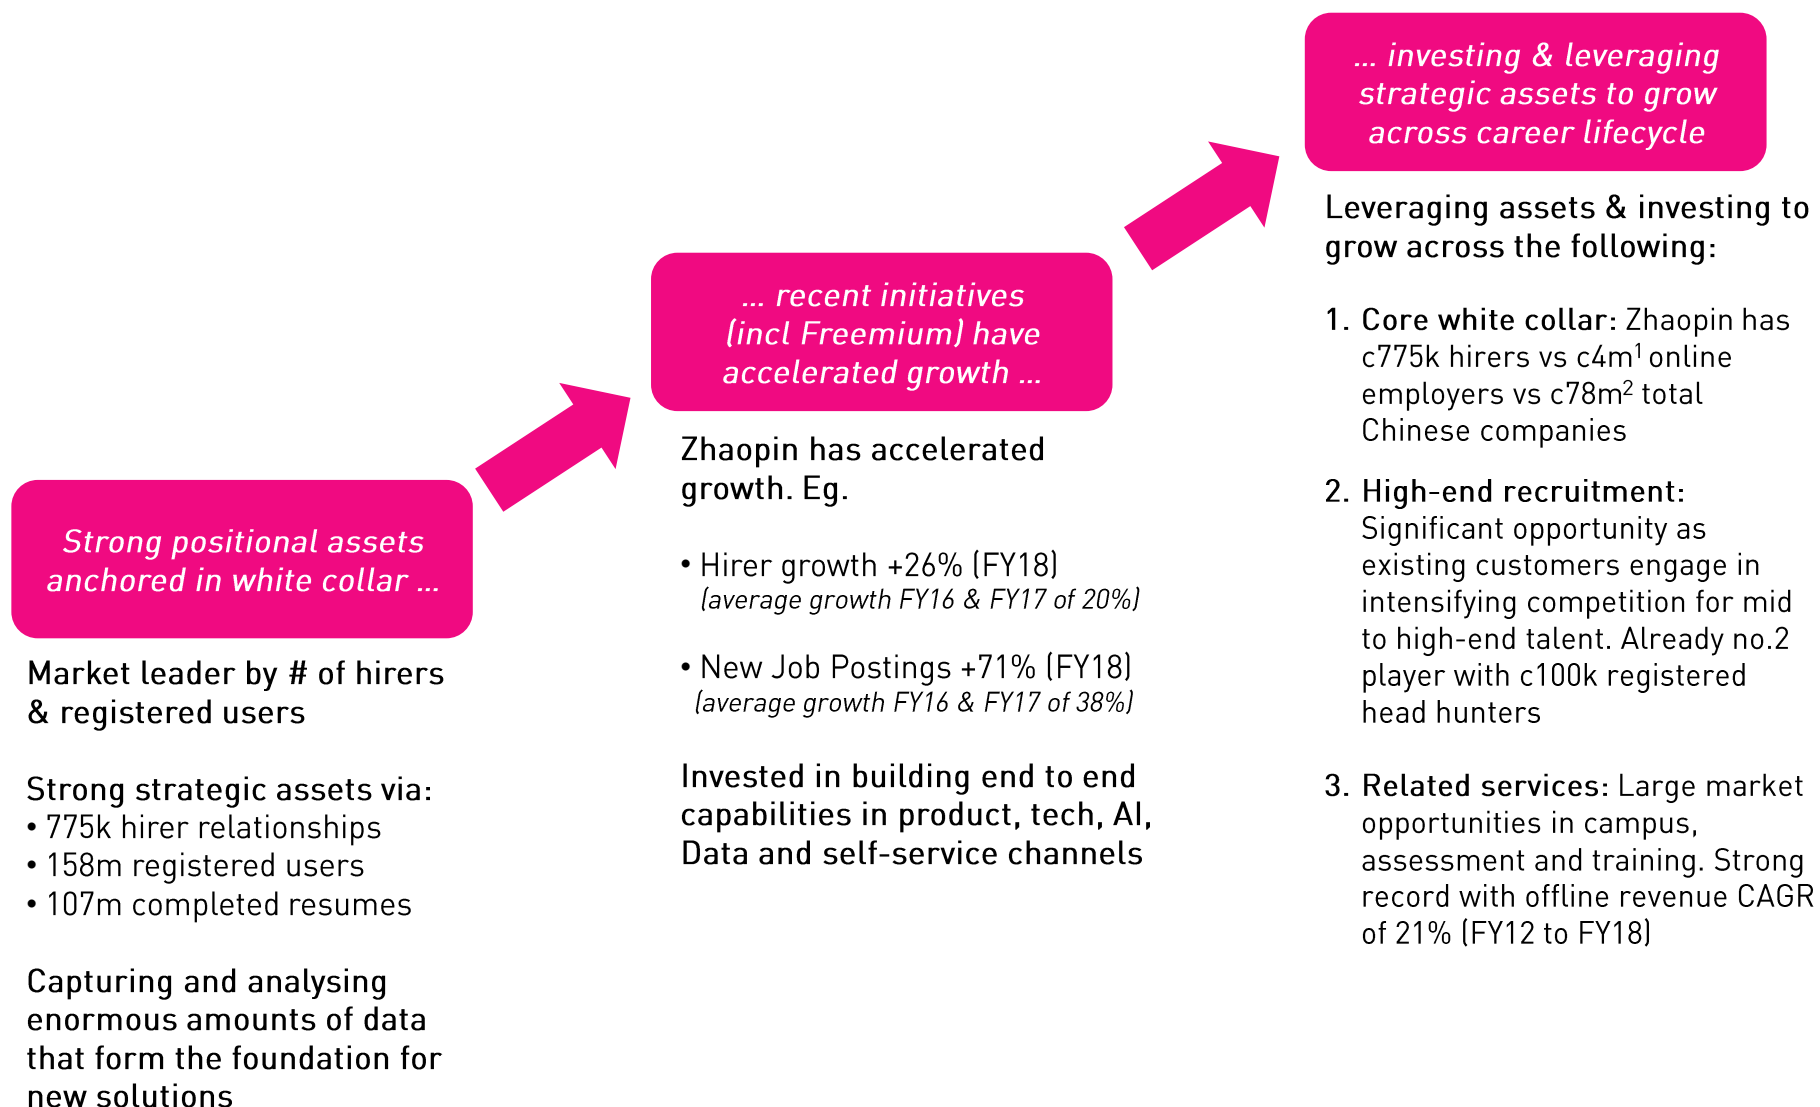 Strong positional assets
anchored in white collar ...
Market leader by # of hirers
& registered users
Strong strategic assets via:
• 775k hirer relationships
• 158m registered users
• 107m completed resumes
Capturing and analysing
enormous amounts of data
that form the foundation for
new solutions
... recent initiatives
(incl Freemium) have
accelerated growth ...
Zhaopin has accelerated
growth. Eg.
• Hirer growth +26% (FY18)
(average growth FY16 & FY17 of 20%)
• New Job Postings +71% (FY18)
(average growth FY16 & FY17 of 38%)
Invested in building end to end
capabilities in product, tech, AI,
Data and self-service channels
... investing & leveraging
strategic assets to grow
across career lifecycle
Leveraging assets & investing to
grow across the following:
1. Core white collar: Zhaopin has
c775k hirers vs c4m¹ online
employers vs c78m² total
Chinese companies
2. High-end recruitment:
Significant opportunity as
existing customers engage in
intensifying competition for mid
to high-end talent. Already no.2
player with c100k registered
head hunters
3. Related services: Large market
opportunities in campus,
assessment and training. Strong
record with offline revenue CAGR
of 21% (FY12 to FY18)